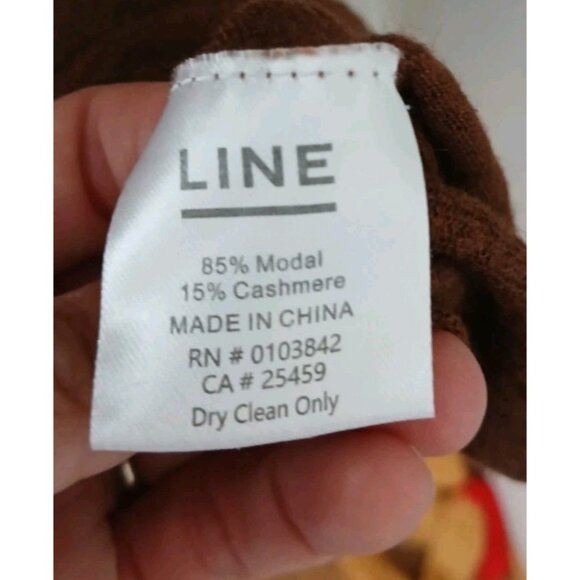 LINE
85% Modal
15% Cashmere
MADE IN CHINA
RN # 0103842
CA # 25459
Dry Clean Only